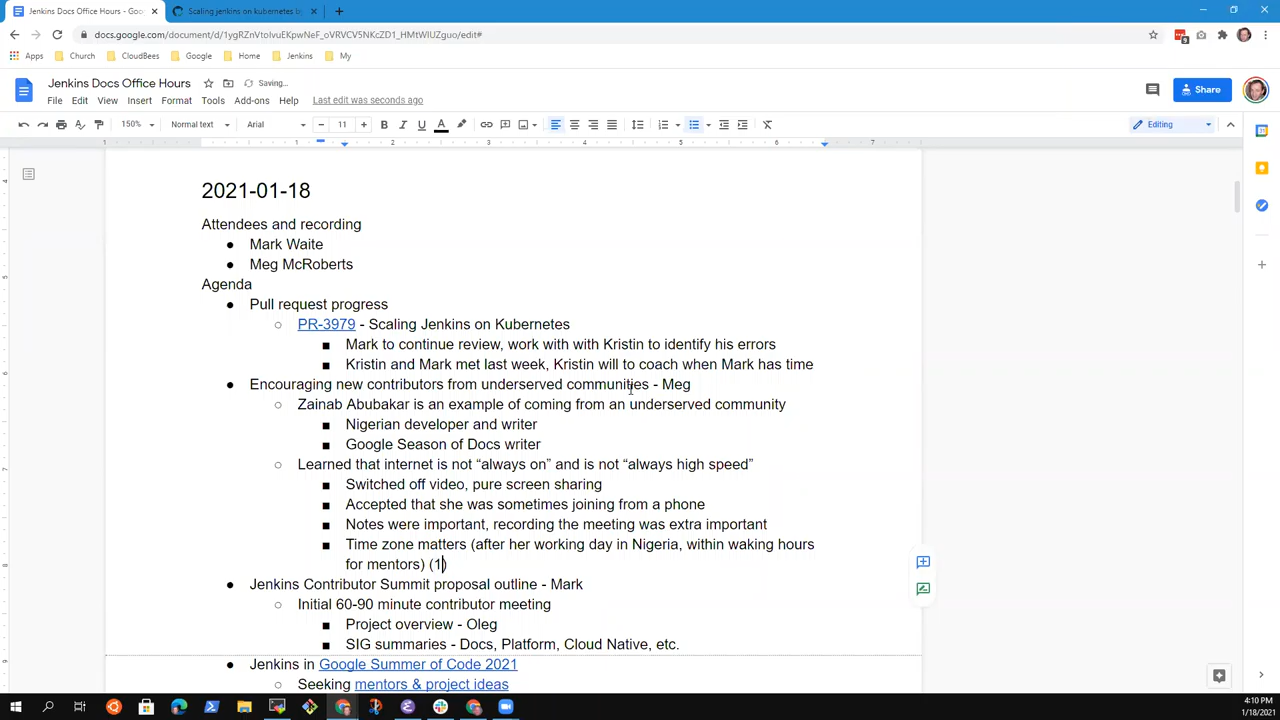 Jenkins Docs Office Hours - Goo
Scaling jenkins on kubernetes b
docs.google.com/document/d/1ygRZnVtoIvuEKpwNeF_oVRVCV5NKcZD1_HMtWIUZguo/edit#
Apps Church CloudBees Google Home Jenkins My
Jenkins Docs Office Hours Saving...
File Edit View Insert Format Tools Add-ons Help Last edit was seconds ago
Share
150% Normal text Arial 11 B I U A Editing
1 1 2 3 4 5 6 7
2021-01-18
Attendees and recording
● Mark Waite
● Meg McRoberts
Agenda
● Pull request progress
○ PR-3979 - Scaling Jenkins on Kubernetes
■ Mark to continue review, work with with Kristin to identify his errors
■ Kristin and Mark met last week, Kristin will to coach when Mark has time
● Encouraging new contributors from underserved communities - Meg
○ Zainab Abubakar is an example of coming from an underserved community
■ Nigerian developer and writer
■ Google Season of Docs writer
○ Learned that internet is not “always on” and is not “always high speed”
■ Switched off video, pure screen sharing
■ Accepted that she was sometimes joining from a phone
■ Notes were important, recording the meeting was extra important
■ Time zone matters (after her working day in Nigeria, within waking hours
for mentors) (1)
● Jenkins Contributor Summit proposal outline - Mark
○ Initial 60-90 minute contributor meeting
■ Project overview - Oleg
■ SIG summaries - Docs, Platform, Cloud Native, etc.
● Jenkins in Google Summer of Code 2021
○ Seeking mentors & project ideas
4:10 PM
1/18/2021